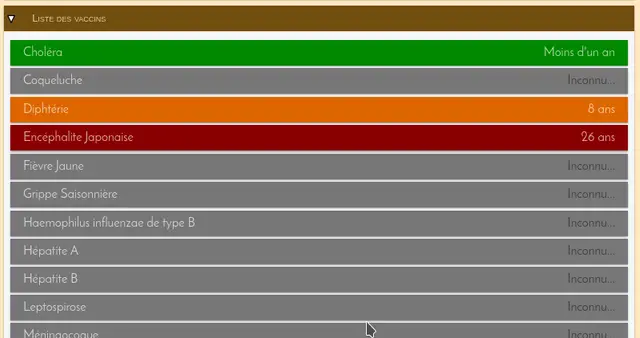 Liste des vaccins
Choléra Moins d'un an
Coqueluche Inconnu...
Diphtérie 8 ans
Encéphalite Japonaise 26 ans
Fièvre Jaune Inconnu...
Grippe Saisonnière Inconnu...
Haemophilus influenzae de type B Inconnu...
Hépatite A Inconnu...
Hépatite B Inconnu...
Leptospirose Inconnu...
Méningocoque Inconnu...